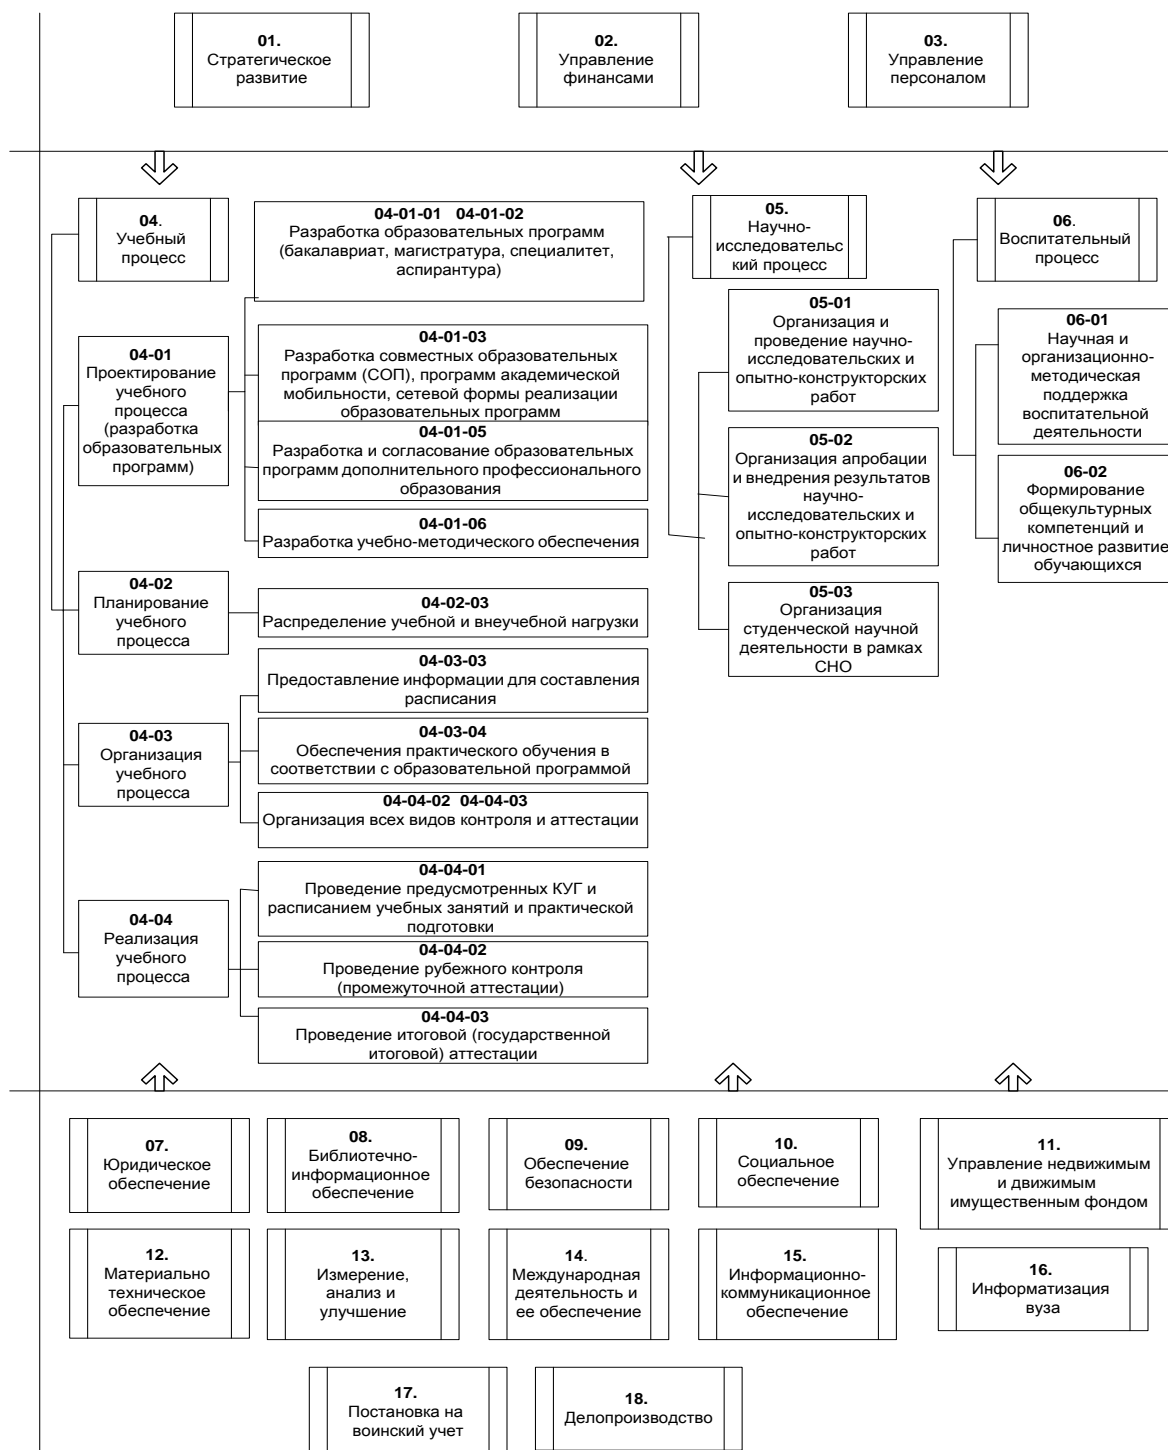 01.
Стратегическое
развитие
02.
Управление
финансами
03.
Управление
персоналом
04.
Учебный
процесс
04-01-01 04-01-02
Разработка образовательных программ
(бакалавриат, магистратура, специалитет,
аспирантура)
04-01
Проектирование
учебного
процесса
(разработка
образовательных
программ)
04-01-03
Разработка совместных образовательных
программ (СОП), программ академической
мобильности, сетевой формы реализации
образовательных программ
04-01-05
Разработка и согласование образовательных
программ дополнительного профессионального
образования
04-01-06
Разработка учебно-методического обеспечения
04-02
Планирование
учебного
процесса
04-02-03
Распределение учебной и внеучебной нагрузки
04-03
Организация
учебного
процесса
04-03-03
Предоставление информации для составления
расписания
04-03-04
Обеспечения практического обучения в
соответствии с образовательной программой
04-04-02 04-04-03
Организация всех видов контроля и аттестации
04-04
Реализация
учебного
процесса
04-04-01
Проведение предусмотренных КУГ и
расписанием учебных занятий и практической
подготовки
04-04-02
Проведение рубежного контроля
(промежуточной аттестации)
04-04-03
Проведение итоговой (государственной
итоговой) аттестации
05.
Научно-
исследовательс
кий процесс
05-01
Организация и
проведение научно-
исследовательских и
опытно-конструкторских
работ
05-02
Организация апробации
и внедрения результатов
научно-
исследовательских и
опытно-конструкторских
работ
05-03
Организация
студенческой научной
деятельности в рамках
СНО
06.
Воспитательный
процесс
06-01
Научная и
организационно-
методическая
поддержка
воспитательной
деятельности
06-02
Формирование
общекультурных
компетенций и
личностное развитие
обучающихся
07.
Юридическое
обеспечение
08.
Библиотечно-
информационное
обеспечение
09.
Обеспечение
безопасности
10.
Социальное
обеспечение
11.
Управление недвижимым
и движимым
имущественным фондом
12.
Материально
техническое
обеспечение
13.
Измерение,
анализ и
улучшение
14.
Международная
деятельность и
ее обеспечение
15.
Информационно-
коммуникационное
обеспечение
16.
Информатизация
вуза
17.
Постановка на
воинский учет
18.
Делопроизводство